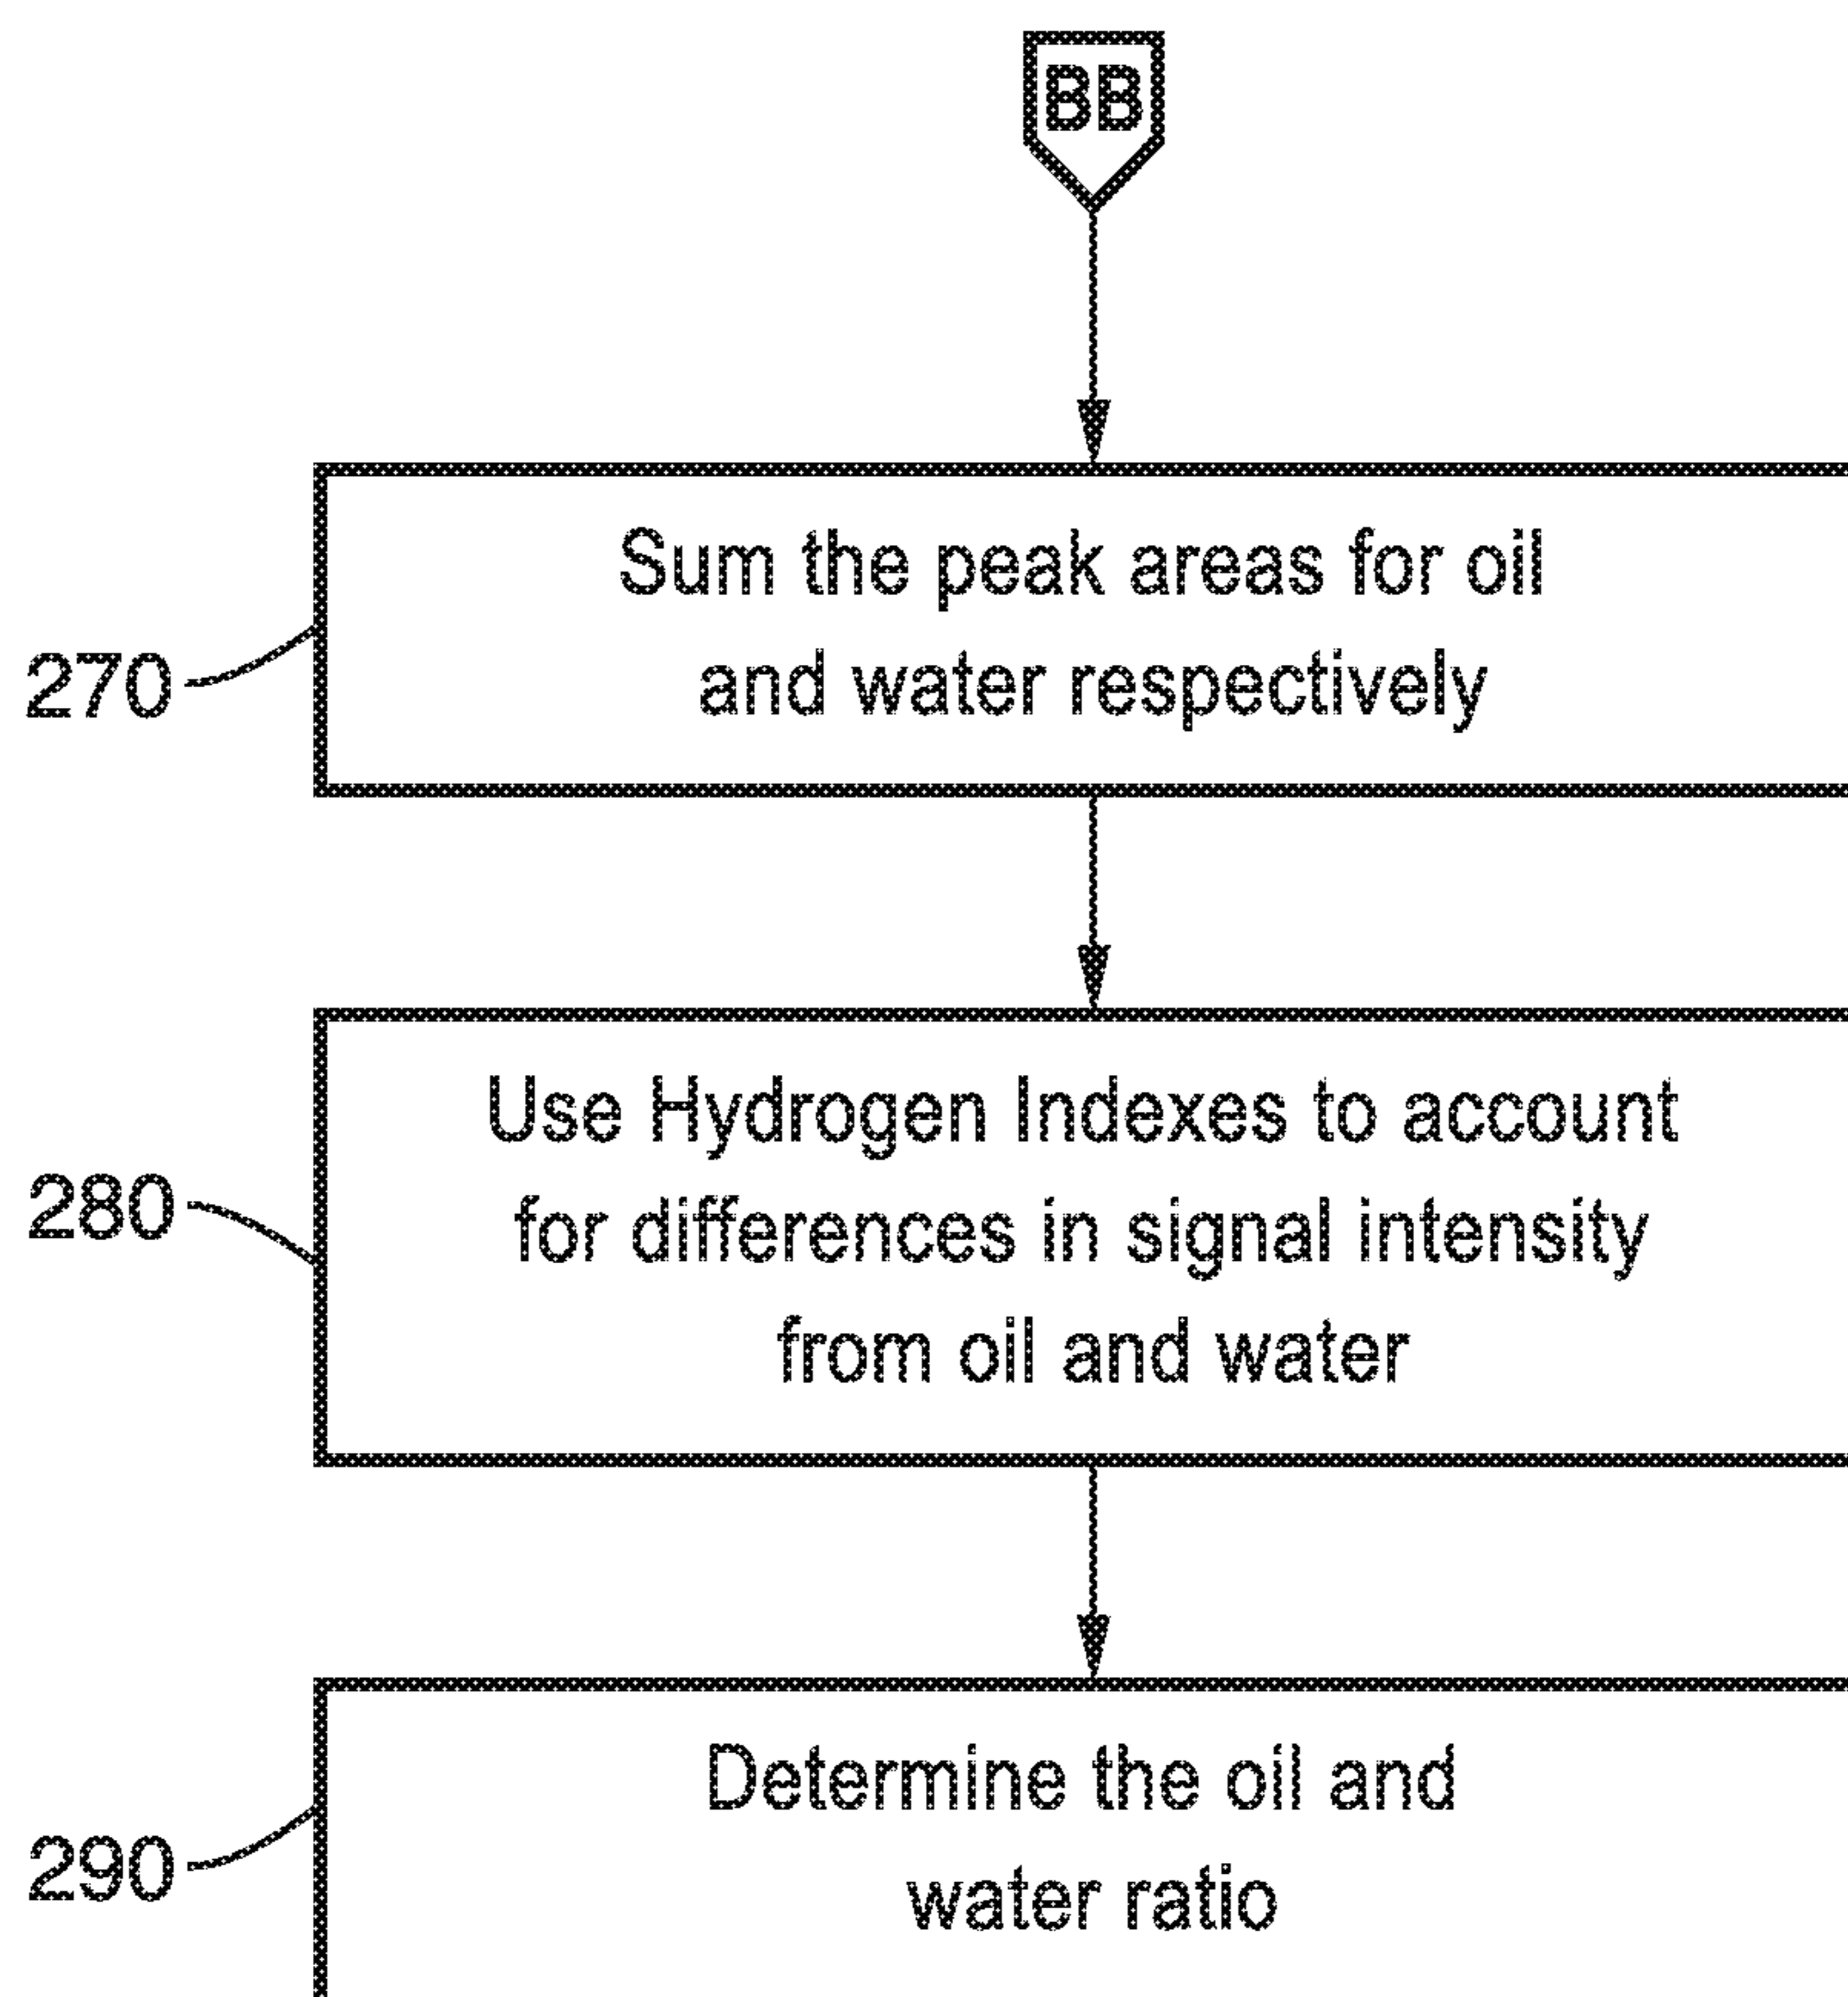 BB
Sum the peak areas for oil
and water respectively
270
Use Hydrogen Indexes to account
for differences in signal intensity
from oil and water
280
Determine the oil and
water ratio
290